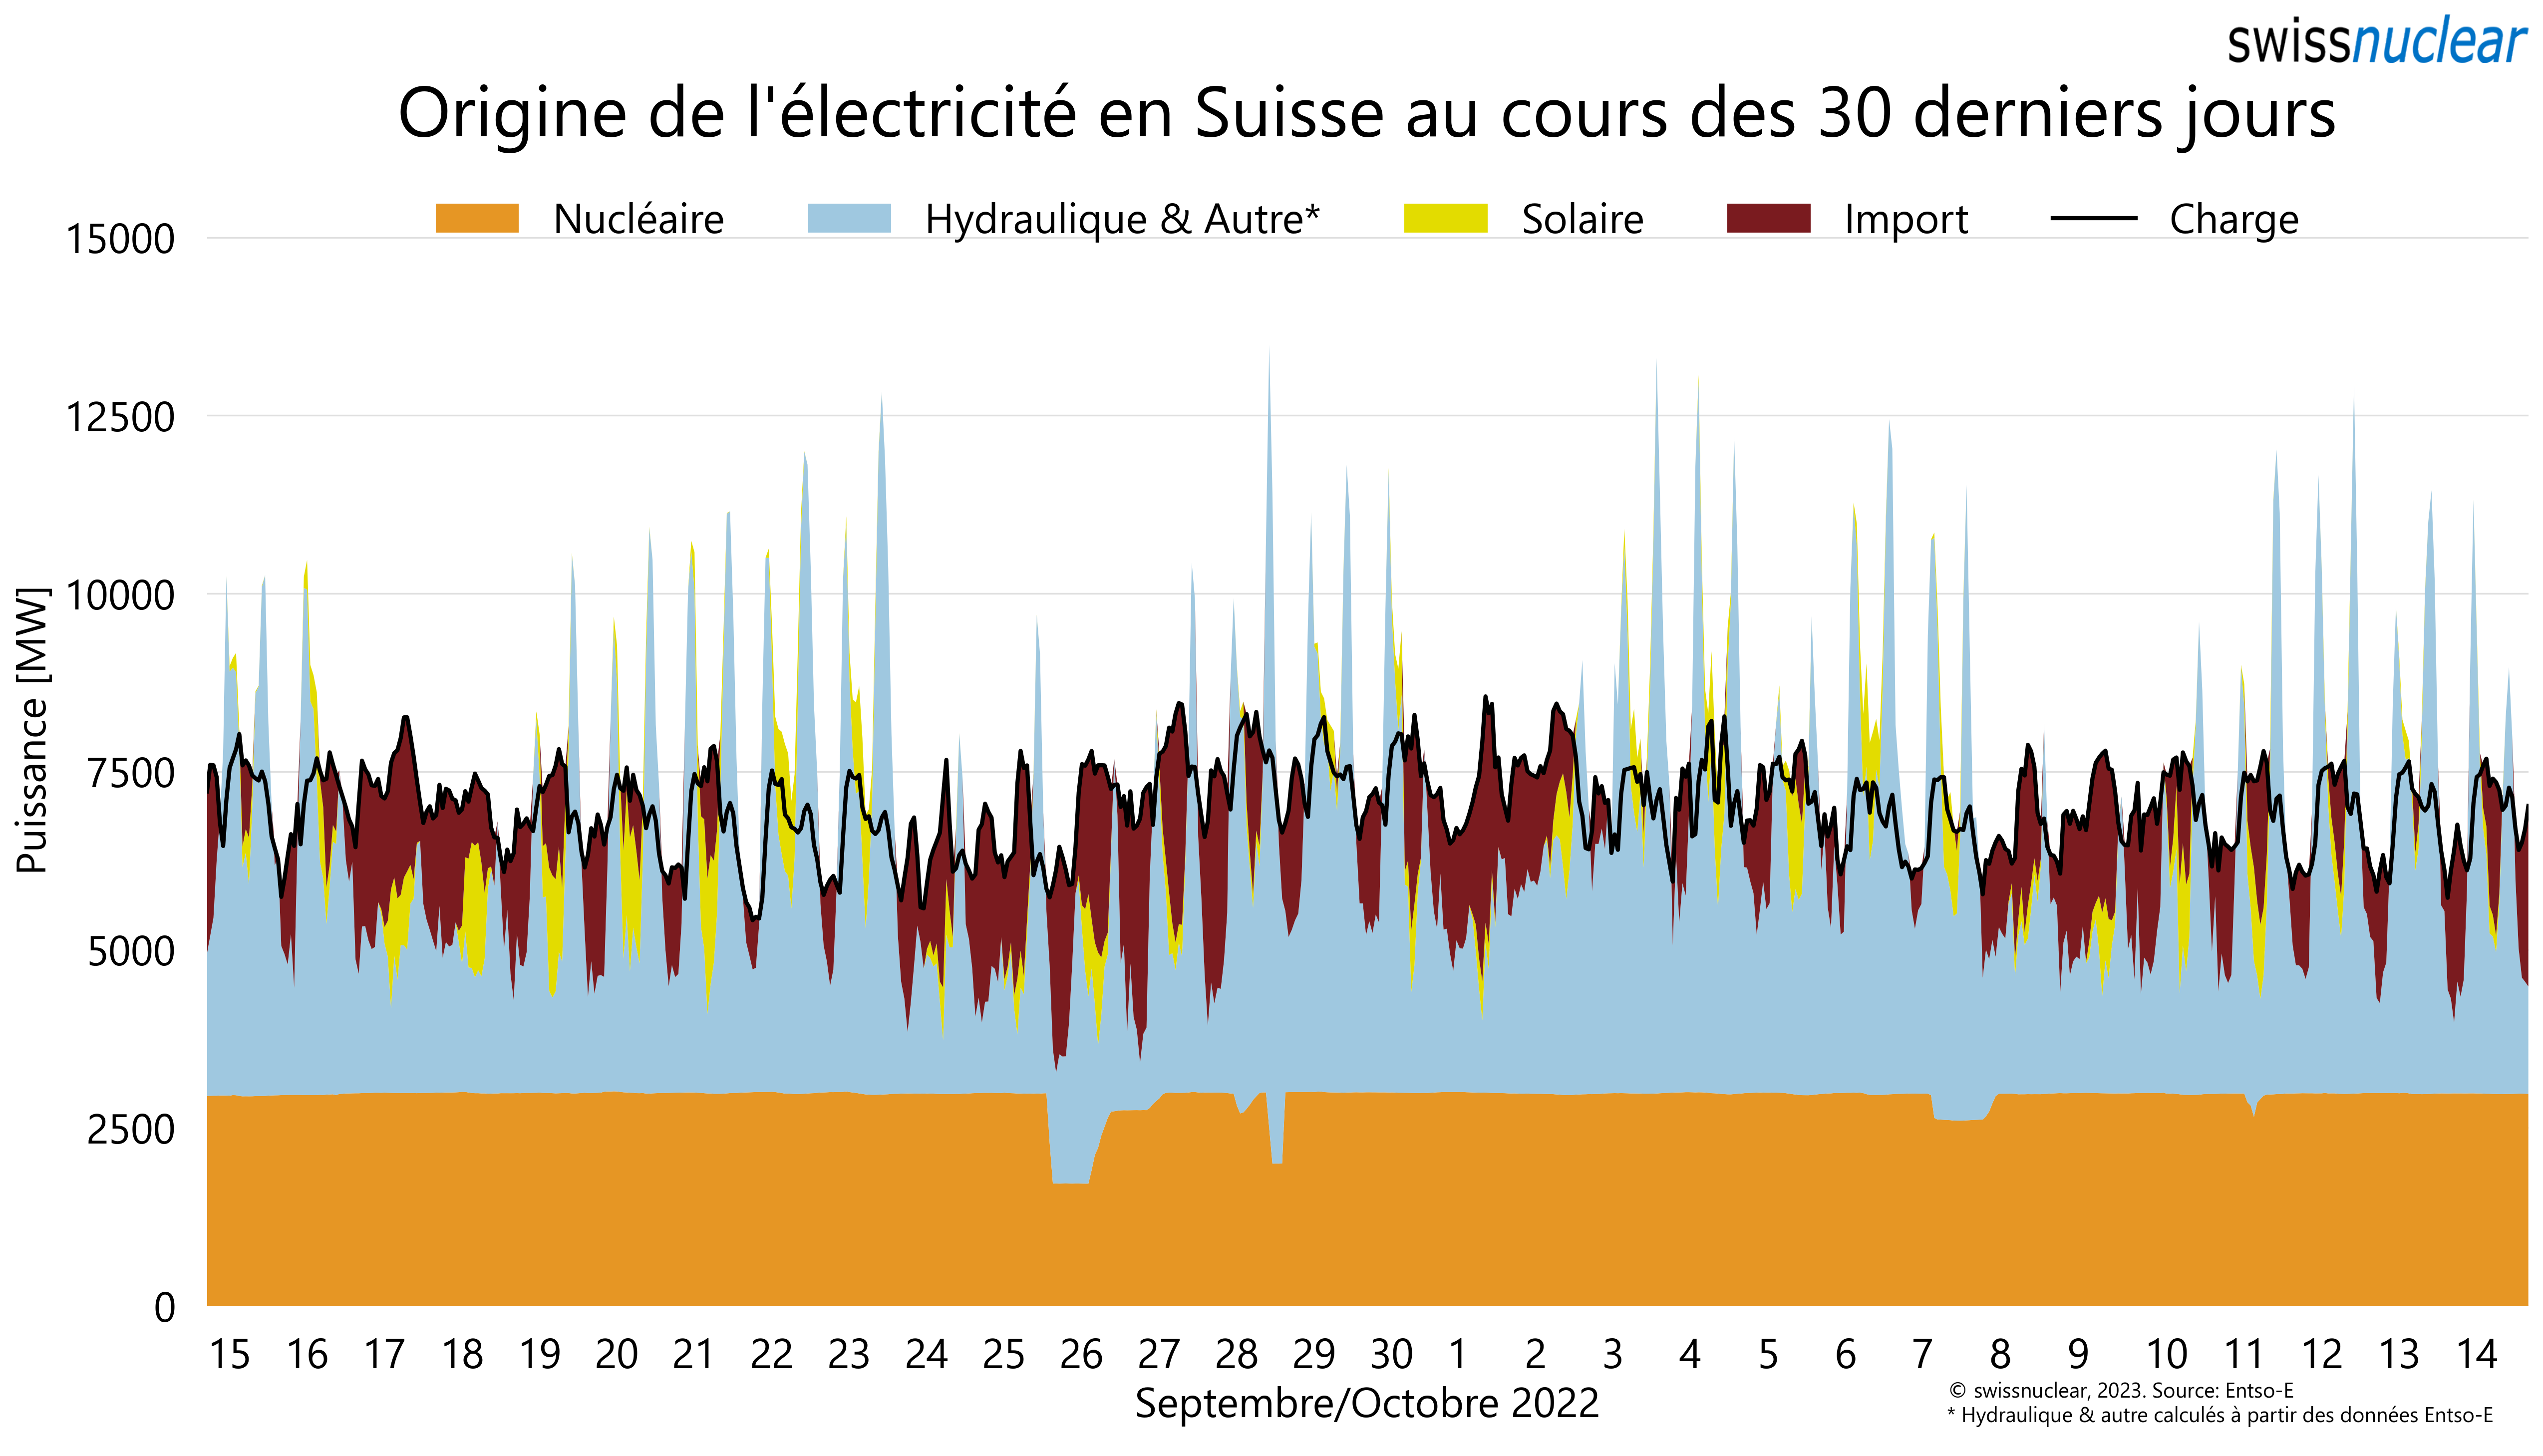 swissnuclear
Origine de l'électricité en Suisse au cours des 30 derniers jours
Nucléaire Hydraulique & Autre* Solaire Import Charge
15000
12500
10000
7500
5000
2500
0
Puissance [MW]
15 16 17 18 19 20 21 22 23 24 25 26 27 28 29 30 1 2 3 4 5 6 7 8 9 10 11 12 13 14
Septembre/Octobre 2022
© swissnuclear, 2023. Source: Entso-E
* Hydraulique & autre calculés à partir des données Entso-E